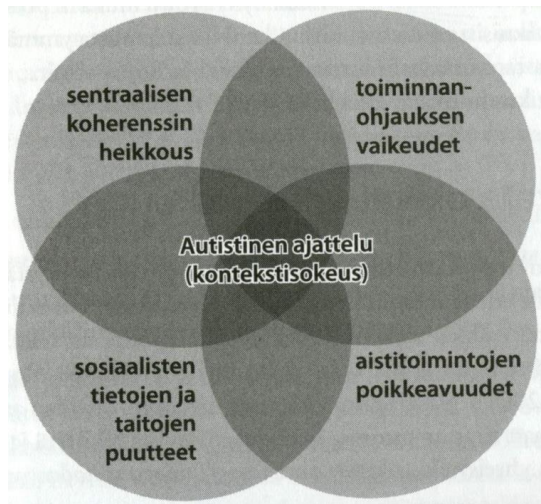 sentraalisen
koherenssin
heikkous
toiminnan-
ohjauksen
vaikeudet
Autistinen ajattelu
(kontekstisokeus)
sosiaalisten
tietojen ja
taitojen
puutteet
aistitoimintojen
poikkeavuudet